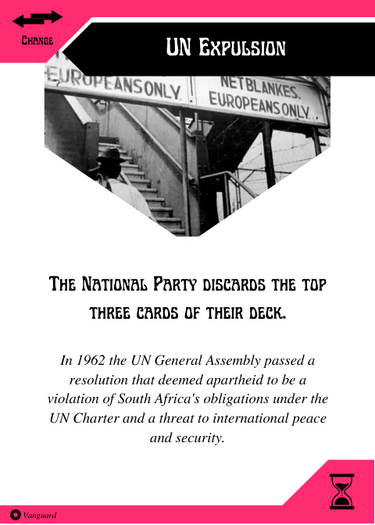 Change
UN Expulsion
EUROPEANS ONLY
NET BLANKES.
EUROPEANS ONLY.
The National Party discards the top
three cards of their deck.
In 1962 the UN General Assembly passed a
resolution that deemed apartheid to be a
violation of South Africa's obligations under the
UN Charter and a threat to international peace
and security.
Vanguard